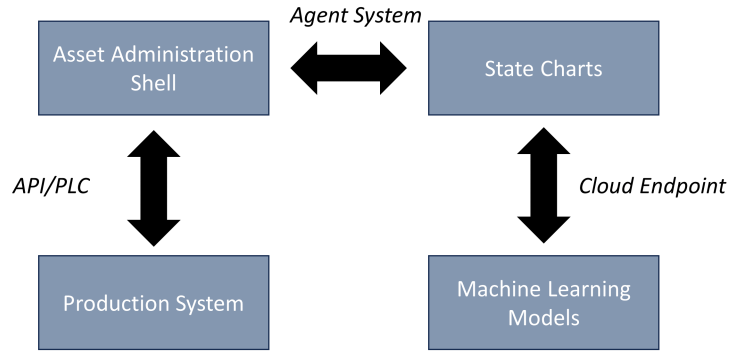 Agent System
Asset Administration
Shell
State Charts
API/PLC
Cloud Endpoint
Production System
Machine Learning
Models